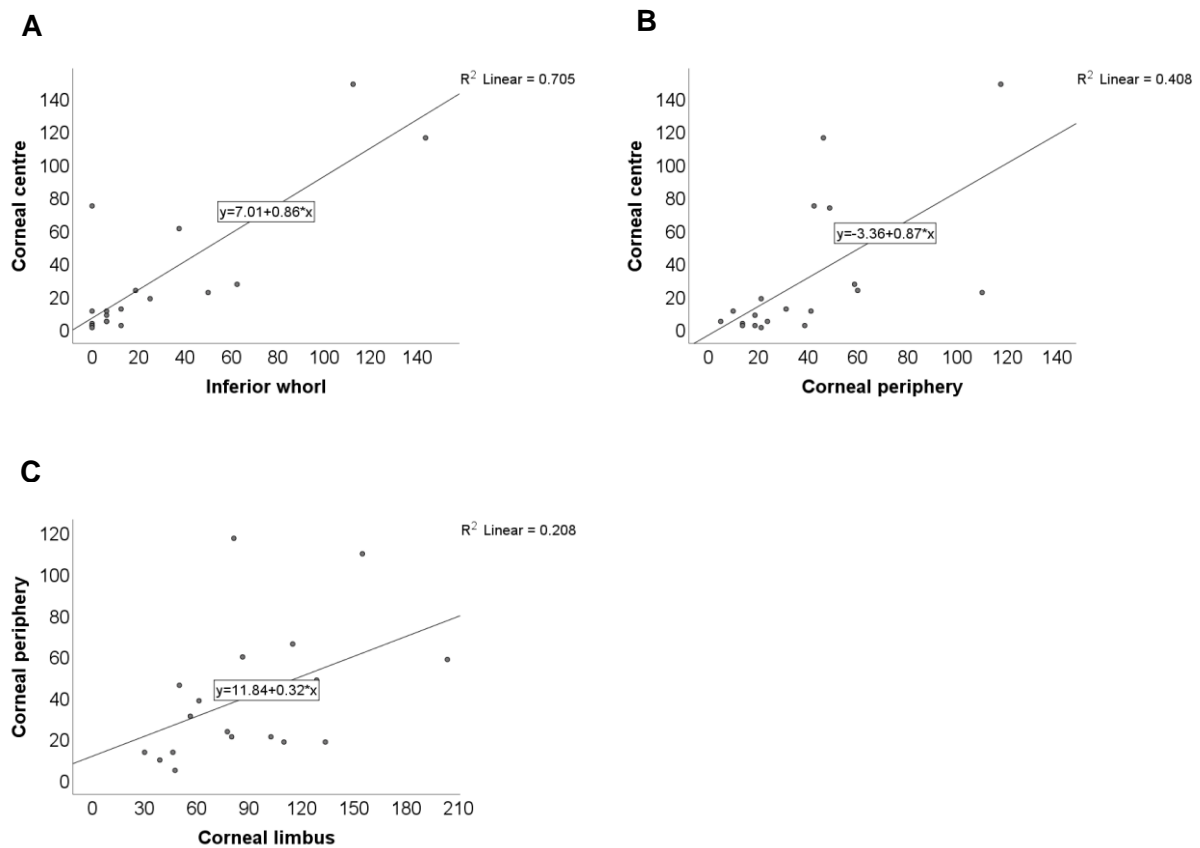 A
R² Linear = 0.705
140
120
100
80
60
40
20
0
Corneal centre
y=7.01+0.86*x
0 20 40 60 80 100 120 140
Inferior whorl
B
R² Linear = 0.408
140
120
100
80
60
40
20
0
Corneal centre
y=-3.36+0.87*x
0 20 40 60 80 100 120 140
Corneal periphery
C
R² Linear = 0.208
120
100
80
60
40
20
0
Corneal periphery
y=11.84+0.32*x
0 30 60 90 120 150 180 210
Corneal limbus